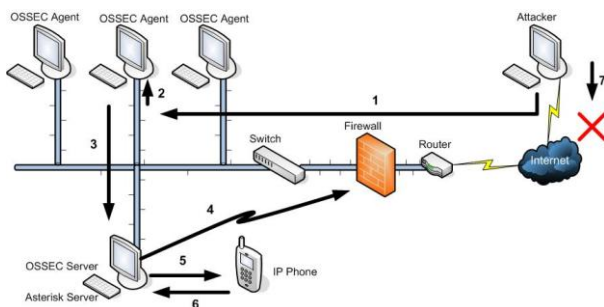 OSSEC Agent
OSSEC Agent
OSSEC Agent
Attacker
2
1
7
3
Switch
Firewall
Router
Internet
4
OSSEC Server
5
IP Phone
Asterisk Server
6